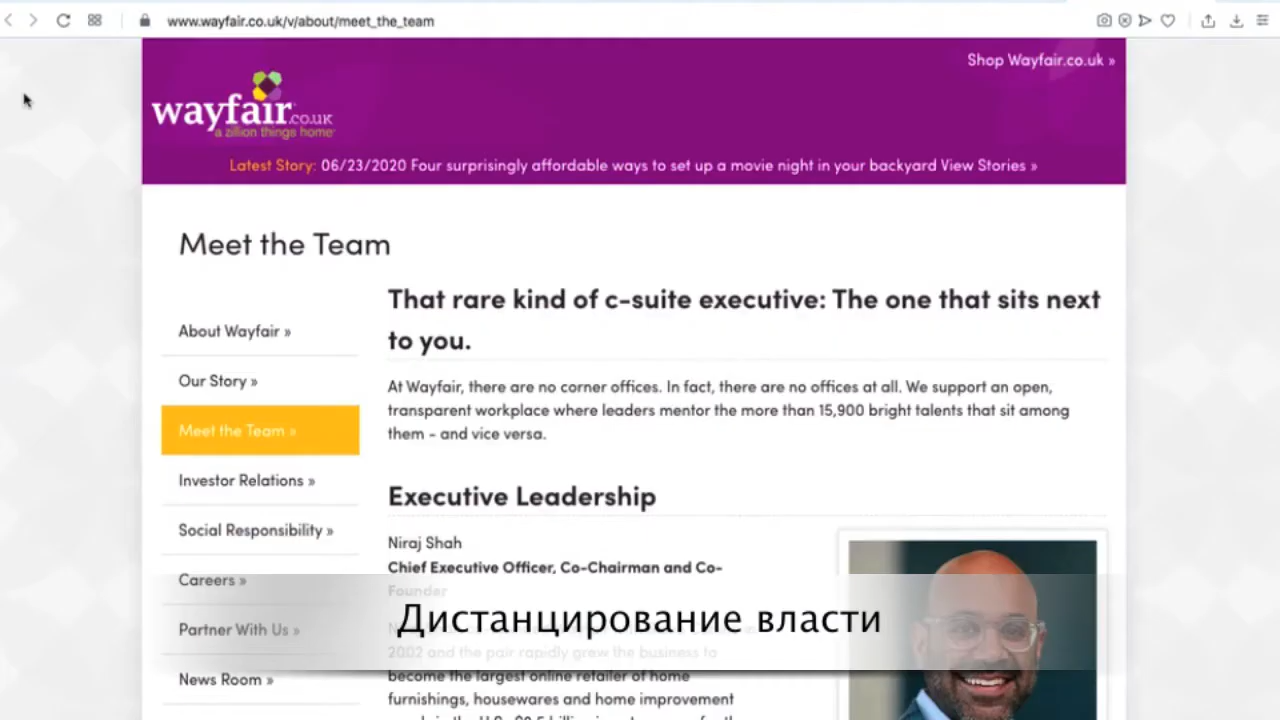 www.wayfair.co.uk/v/about/meet_the_team
Shop Wayfair.co.uk »
wayfair.co.uk
a zillion things home
Latest Story: 06/23/2020 Four surprisingly affordable ways to set up a movie night in your backyard View Stories »
Meet the Team
That rare kind of c-suite executive: The one that sits next
to you.
About Wayfair »
Our Story »
Meet the Team »
Investor Relations »
Social Responsibility »
Careers »
Partner With Us »
News Room »
At Wayfair, there are no corner offices. In fact, there are no offices at all. We support an open,
transparent workplace where leaders mentor the more than 15,900 bright talents that sit among
them – and vice versa.
Executive Leadership
Niraj Shah
Chief Executive Officer, Co-Chairman and Co-
Founder
Дистанцирование власти
2002 and the pair rapidly grew the business to
become the largest online retailer of home
furnishings, housewares and home improvement